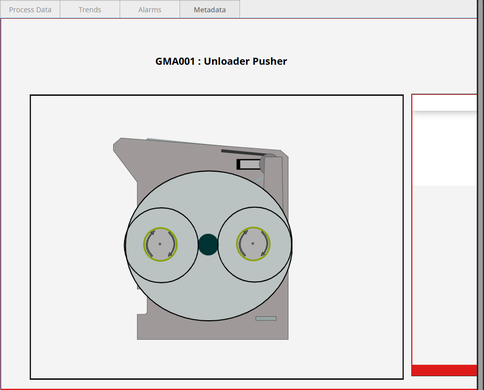 Process Data
Trends
Alarms
Metadata
GMA001 : Unloader Pusher